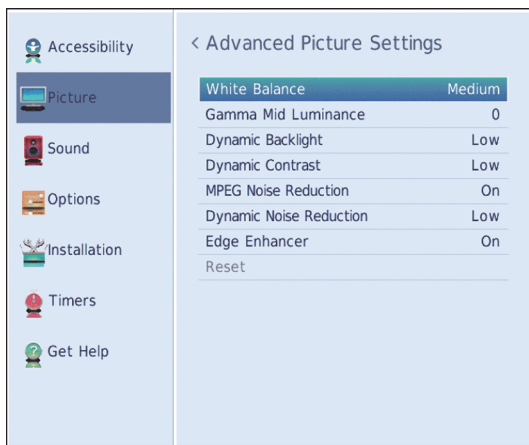 Accessibility
Picture
Sound
Options
Installation
Timers
Get Help
< Advanced Picture Settings
White Balance Medium
Gamma Mid Luminance 0
Dynamic Backlight Low
Dynamic Contrast Low
MPEG Noise Reduction On
Dynamic Noise Reduction Low
Edge Enhancer On
Reset